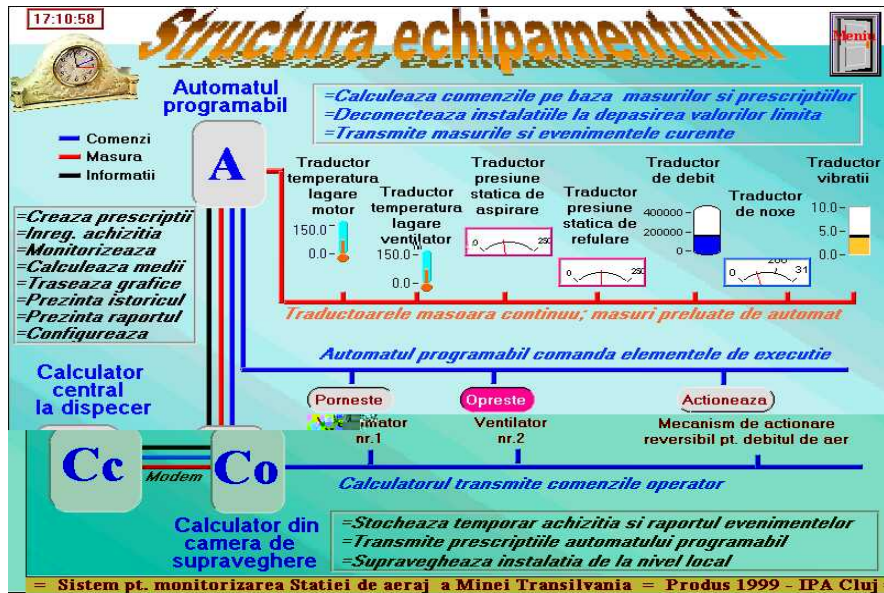 17:10:58
Structura echipamentului
Meniu
Automatul
programabil
=Calculeaza comenzile pe baza masurilor si prescriptiilor
=Deconecteaza instalatiile la depasirea valorilor limita
=Transmite masurile si evenimentele curente
Comenzi
Masura
Informatii
A
Traductor
temperatura
lagare
motor
150.0
0.0
Traductor
temperatura
lagare
ventilator
150.0
0.0
Traductor
presiune
statica de
aspirare
0
250
Traductor
presiune
statica de
refulare
0
250
Traductor
de debit
400000
200000
0
Traductor
de noxe
0
200
31
Traductor
vibratii
10.0
5.0
0.0
=Creaza prescriptii
=Inreg. achizitia
=Monitorizeaza
=Calculeaza medii
=Traseaza grafice
=Prezinta istoricul
=Prezinta raportul
=Configureaza
Traductoarele masoara continuu; masuri preluate de automat
Automatul programabil comanda elementele de executie
Calculator
central
la dispecer
Porneste
Opreste
Actioneaza
nr.1
Ventilator
nr.2
Mecanism de actionare
reversibil pt. debitul de aer
Cc
Modem
Co
Calculatorul transmite comenzile operator
Calculator din
camera de
supraveghere
=Stocheaza temporar achizitia si raportul evenimentelor
=Transmite prescriptiile automatului programabil
=Supravegheaza instalatia de la nivel local
= Sistem pt. monitorizarea Statiei de aeraj a Minei Transilvania = Produs 1999 - IPA Cluj